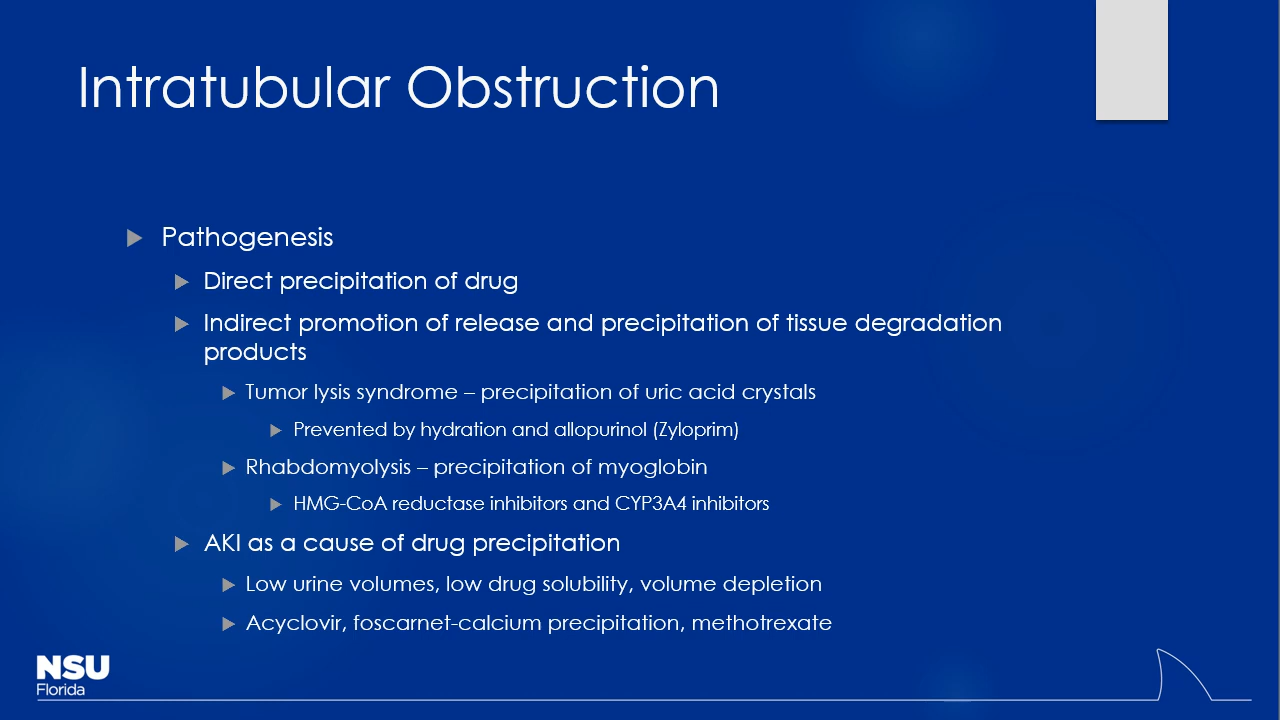 Intratubular Obstruction
Pathogenesis
Direct precipitation of drug
Indirect promotion of release and precipitation of tissue degradation
products
Tumor lysis syndrome – precipitation of uric acid crystals
Prevented by hydration and allopurinol (Zyloprim)
Rhabdomyolysis – precipitation of myoglobin
HMG-CoA reductase inhibitors and CYP3A4 inhibitors
AKI as a cause of drug precipitation
Low urine volumes, low drug solubility, volume depletion
Acyclovir, foscarnet-calcium precipitation, methotrexate
NSU
Florida